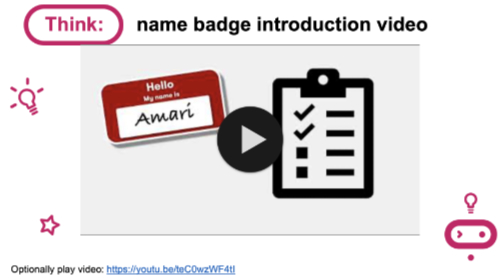 Think: name badge introduction video
Hello
My name is
Amari
Optionally play video: https://youtu.be/teC0wzWF4tI